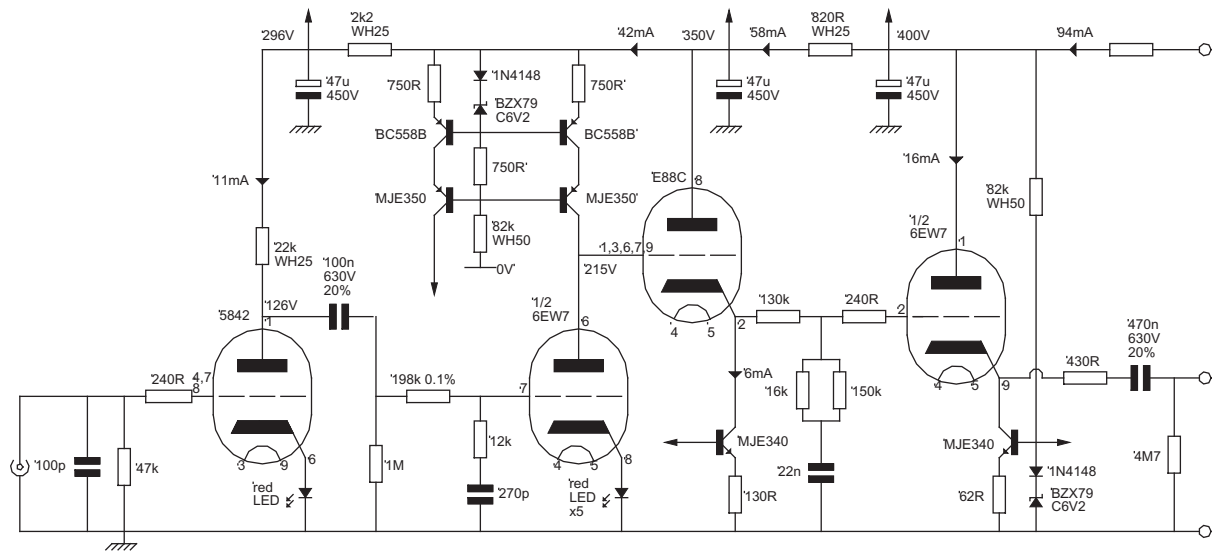 '2k2
WH25
296V
'47u
450V
'750R
'1N4148
'BZX79
C6V2
750R'
'BC558B
BC558B'
750R'
'MJE350
MJE350'
'82k
WH50
0V'
'42mA
350V
'58mA
'820R
WH25
'400V
'94mA
'47u
450V
'47u
450V
'11mA
'22k
WH25
'100n
630V
20%
'126V
'1
'5842
'240R
4,7
8
'3
'9
'6
'100p
'47k
'red
LED
'1M
'198k 0.1%
'12k
'270p
'215V
'1/2
6EW7
'6
'7
'4
'5
'8
'red
LED
x5
'E88C
'8
'1,3,6,7,9
'4
'5
'2
'130k
'240R
'6mA
'16k
'150k
'22n
'MJE340
'130R
'16mA
'82k
WH50
'1/2
6EW7
'1
'2
'4
'5
'9
'430R
'470n
630V
20%
'MJE340
'62R
'1N4148
'BZX79
C6V2
'4M7